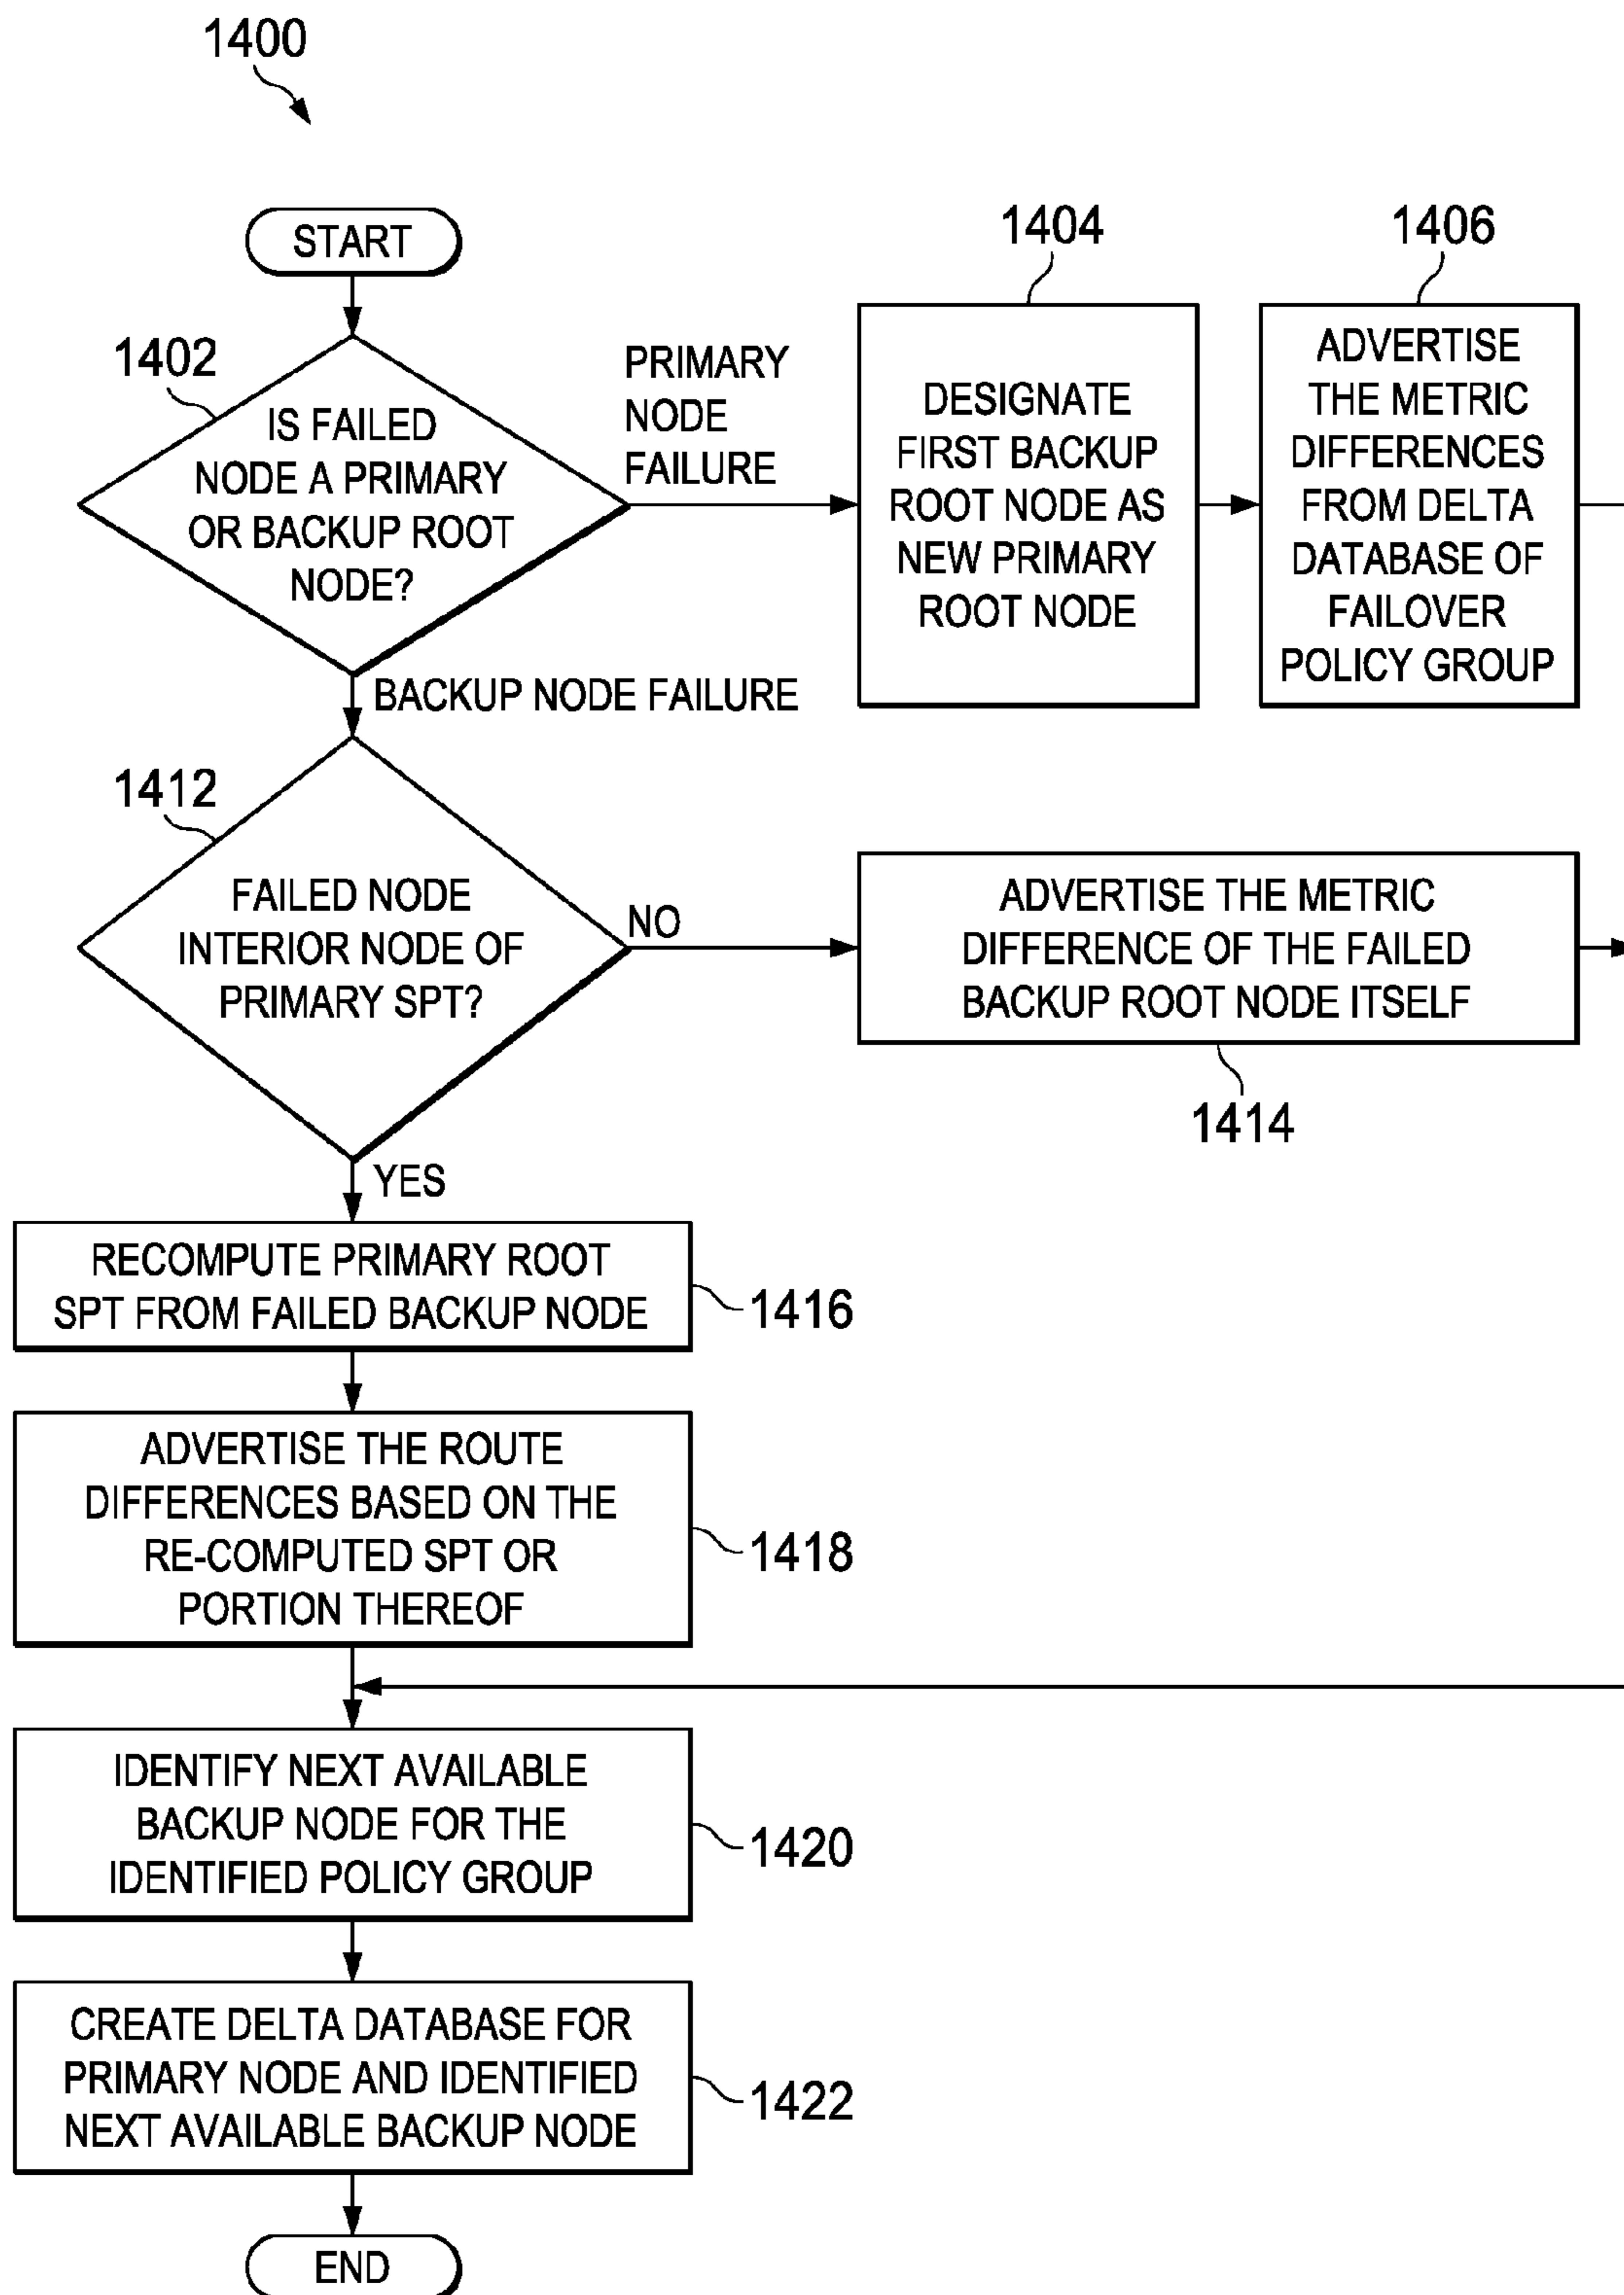 1400
START
1402
IS FAILED
NODE A PRIMARY
OR BACKUP ROOT
NODE?
PRIMARY
NODE
FAILURE
1404
DESIGNATE
FIRST BACKUP
ROOT NODE AS
NEW PRIMARY
ROOT NODE
1406
ADVERTISE
THE METRIC
DIFFERENCES
FROM DELTA
DATABASE OF
FAILOVER
POLICY GROUP
BACKUP NODE FAILURE
1412
FAILED NODE
INTERIOR NODE OF
PRIMARY SPT?
NO
ADVERTISE THE METRIC
DIFFERENCE OF THE FAILED
BACKUP ROOT NODE ITSELF
1414
YES
RECOMPUTE PRIMARY ROOT
SPT FROM FAILED BACKUP NODE
1416
ADVERTISE THE ROUTE
DIFFERENCES BASED ON THE
RE-COMPUTED SPT OR
PORTION THEREOF
1418
IDENTIFY NEXT AVAILABLE
BACKUP NODE FOR THE
IDENTIFIED POLICY GROUP
1420
CREATE DELTA DATABASE FOR
PRIMARY NODE AND IDENTIFIED
NEXT AVAILABLE BACKUP NODE
1422
END